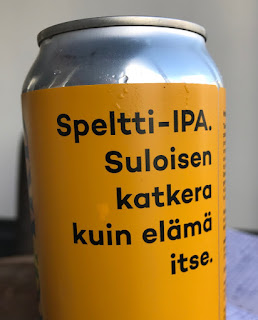 Speltti-IPA.
Suloisen
katkera
kuin elämä
itse.